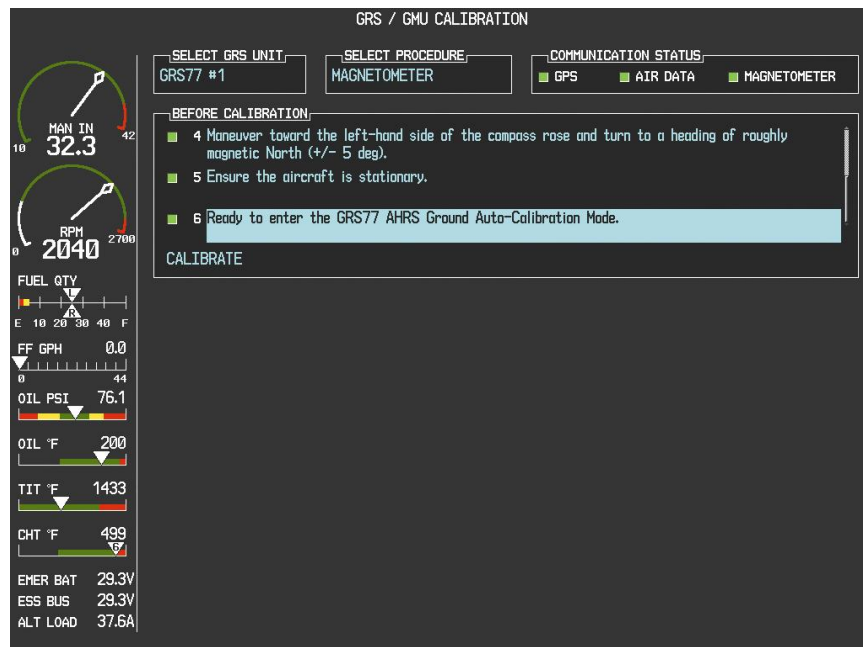 GRS / GMU CALIBRATION
SELECT GRS UNIT
GRS77 #1
SELECT PROCEDURE
MAGNETOMETER
COMMUNICATION STATUS
GPS AIR DATA MAGNETOMETER
BEFORE CALIBRATION
4 Maneuver toward the left-hand side of the compass rose and turn to a heading of roughly
magnetic North (+/- 5 deg).
5 Ensure the aircraft is stationary.
6 Ready to enter the GRS77 AHRS Ground Auto-Calibration Mode.
CALIBRATE
MAN IN
10 32.3 42
RPM
0 2040 2700
FUEL QTY
L
R
E 10 20 30 40 F
FF GPH 0.0
0 44
OIL PSI 76.1
OIL °F 200
TIT °F 1433
CHT °F 499
6
EMER BAT 29.3V
ESS BUS 29.3V
ALT LOAD 37.6A